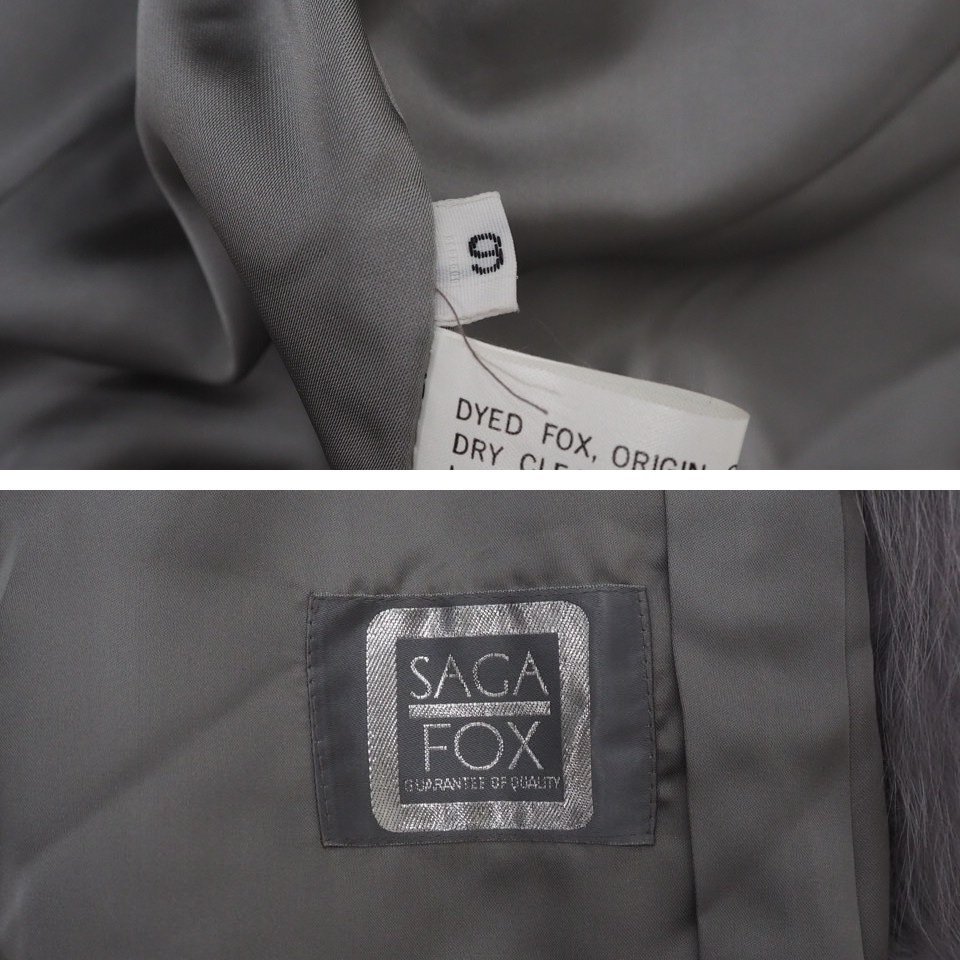 9
DYED FOX, ORIGIN
DRY
SAGA
FOX
GUARANTEE OF QUALITY